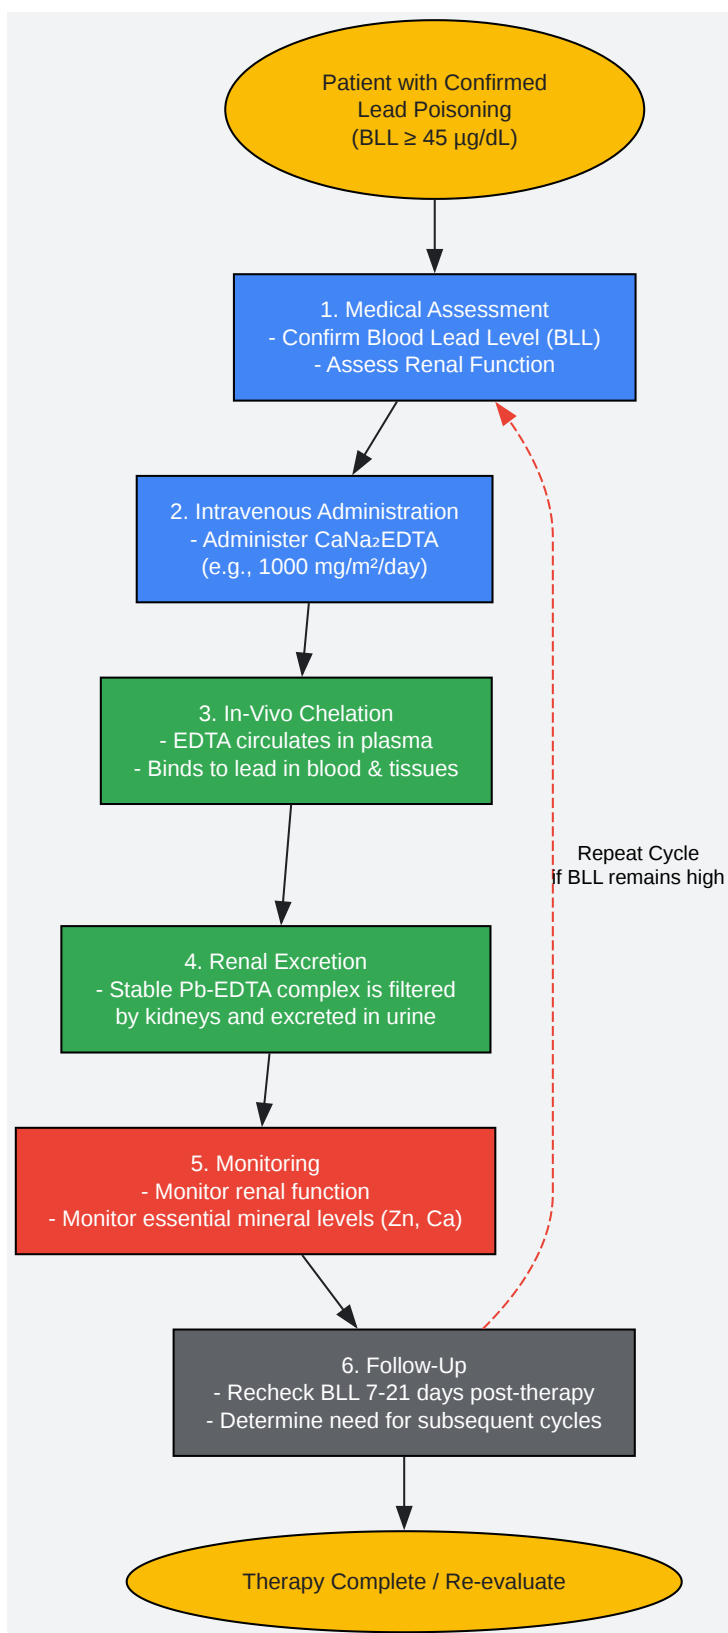 Patient with Confirmed
Lead Poisoning
(BLL ≥ 45 µg/dL)
1. Medical Assessment
- Confirm Blood Lead Level (BLL)
- Assess Renal Function
2. Intravenous Administration
- Administer CaNa₂EDTA
(e.g., 1000 mg/m²/day)
3. In-Vivo Chelation
- EDTA circulates in plasma
- Binds to lead in blood & tissues
Repeat Cycle
if BLL remains high
4. Renal Excretion
- Stable Pb-EDTA complex is filtered
by kidneys and excreted in urine
5. Monitoring
- Monitor renal function
- Monitor essential mineral levels (Zn, Ca)
6. Follow-Up
- Recheck BLL 7-21 days post-therapy
- Determine need for subsequent cycles
Therapy Complete / Re-evaluate